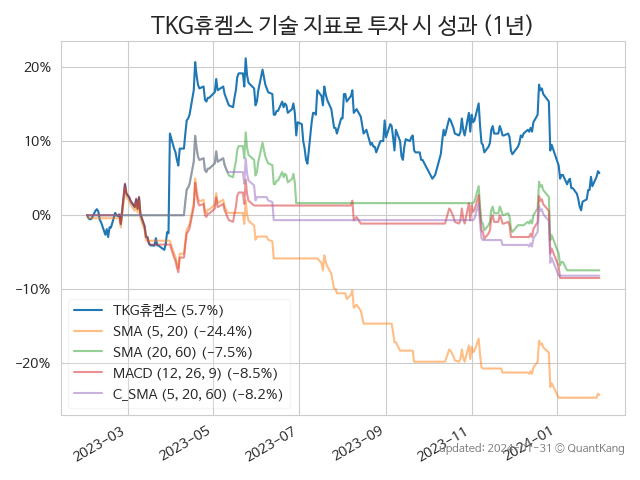 TKG휴켐스 기술 지표로 투자 시 성과 (1년)
20%
10%
0%
−10%
−20%
TKG휴켐스 (5.7%)
SMA (5, 20) (−24.4%)
SMA (20, 60) (−7.5%)
MACD (12, 26, 9) (−8.5%)
C_SMA (5, 20, 60) (−8.2%)
2023-03
2023-05
2023-07
2023-09
2023-11
2024-01
updated: 2024-01-31 © QuantKang